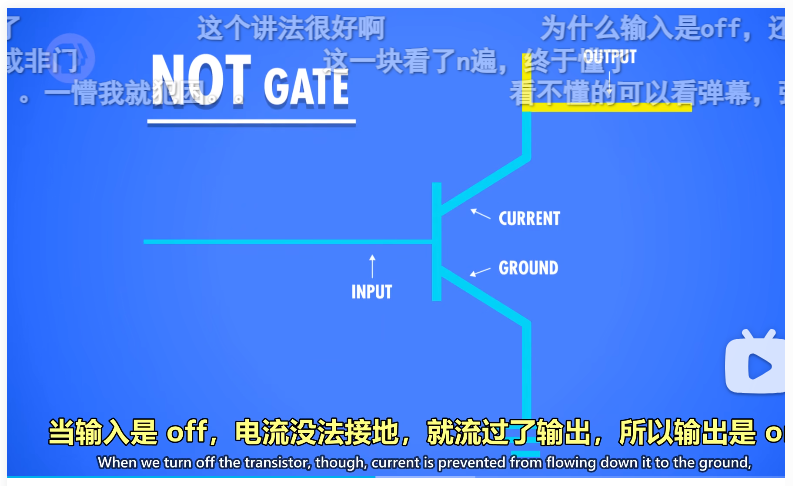 了 这个讲法很好啊 为什么输入是off，还
或非门 这一块看了n遍，终于懂了
。一懵我就犯困。。 看不懂的可以看弹幕，
NOT GATE
OUTPUT
CURRENT
GROUND
INPUT
当输入是 off，电流没法接地，就流过了输出，所以输出是 o
When we turn off the transistor, though, current is prevented from flowing down it to the ground,